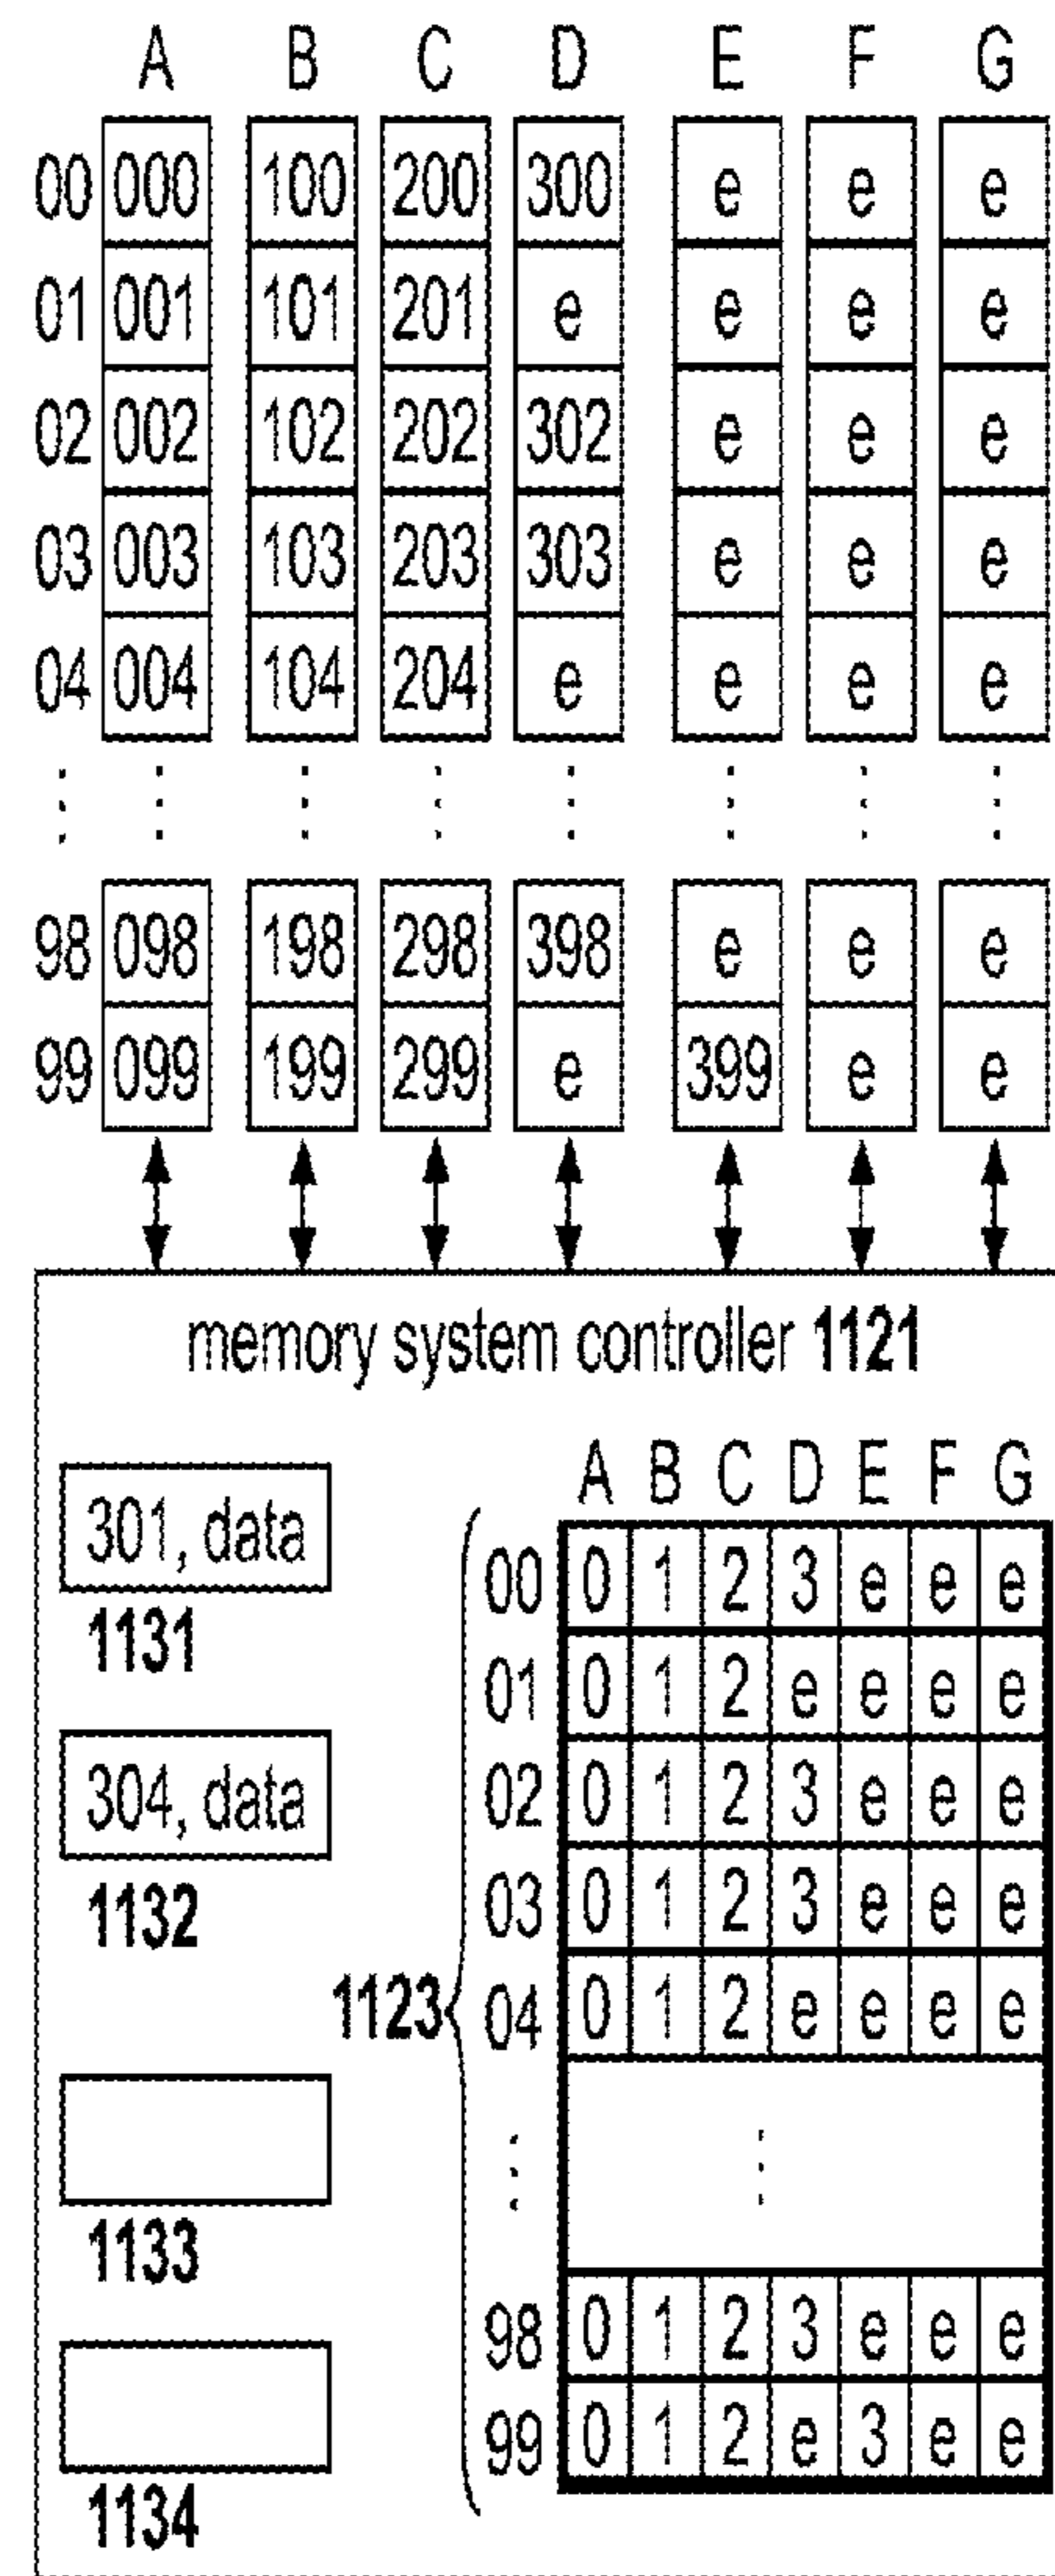 A B C D E F G
00 000 100 200 300 e e e
01 001 101 201 e e e e
02 002 102 202 302 e e e
03 003 103 203 303 e e e
04 004 104 204 e e e e
98 098 198 298 398 e e e
99 099 199 299 e 399 e e
memory system controller 1121
301, data
1131
304, data
1132
1133
1134
1123
A B C D E F G
00 0 1 2 3 e e e
01 0 1 2 e e e e
02 0 1 2 3 e e e
03 0 1 2 3 e e e
04 0 1 2 e e e e
98 0 1 2 3 e e e
99 0 1 2 e 3 e e